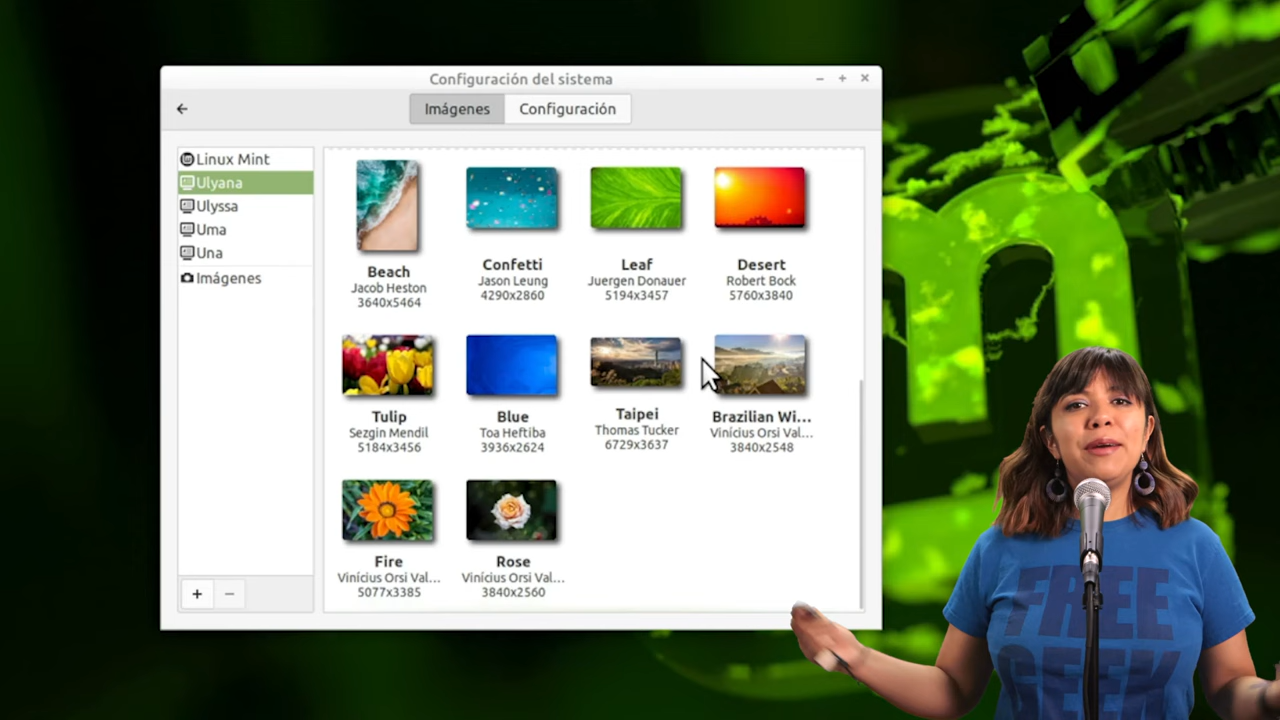 Configuración del sistema
Imágenes Configuración
Linux Mint
Ulyana
Ulyssa
Uma
Una
Imágenes
Beach
Jacob Heston
3640x5464
Confetti
Jason Leung
4290x2860
Leaf
Juergen Donauer
5194x3457
Desert
Robert Bock
5760x3840
Tulip
Sezgin Mendil
5184x3456
Blue
Toa Heftiba
3936x2624
Taipei
Thomas Tucker
6729x3637
Brazilian Wi...
Vinícius Orsi Val...
3840x2548
Fire
Vinícius Orsi Val...
5077x3385
Rose
Vinícius Orsi Val...
3840x2560
FREE
GEEK